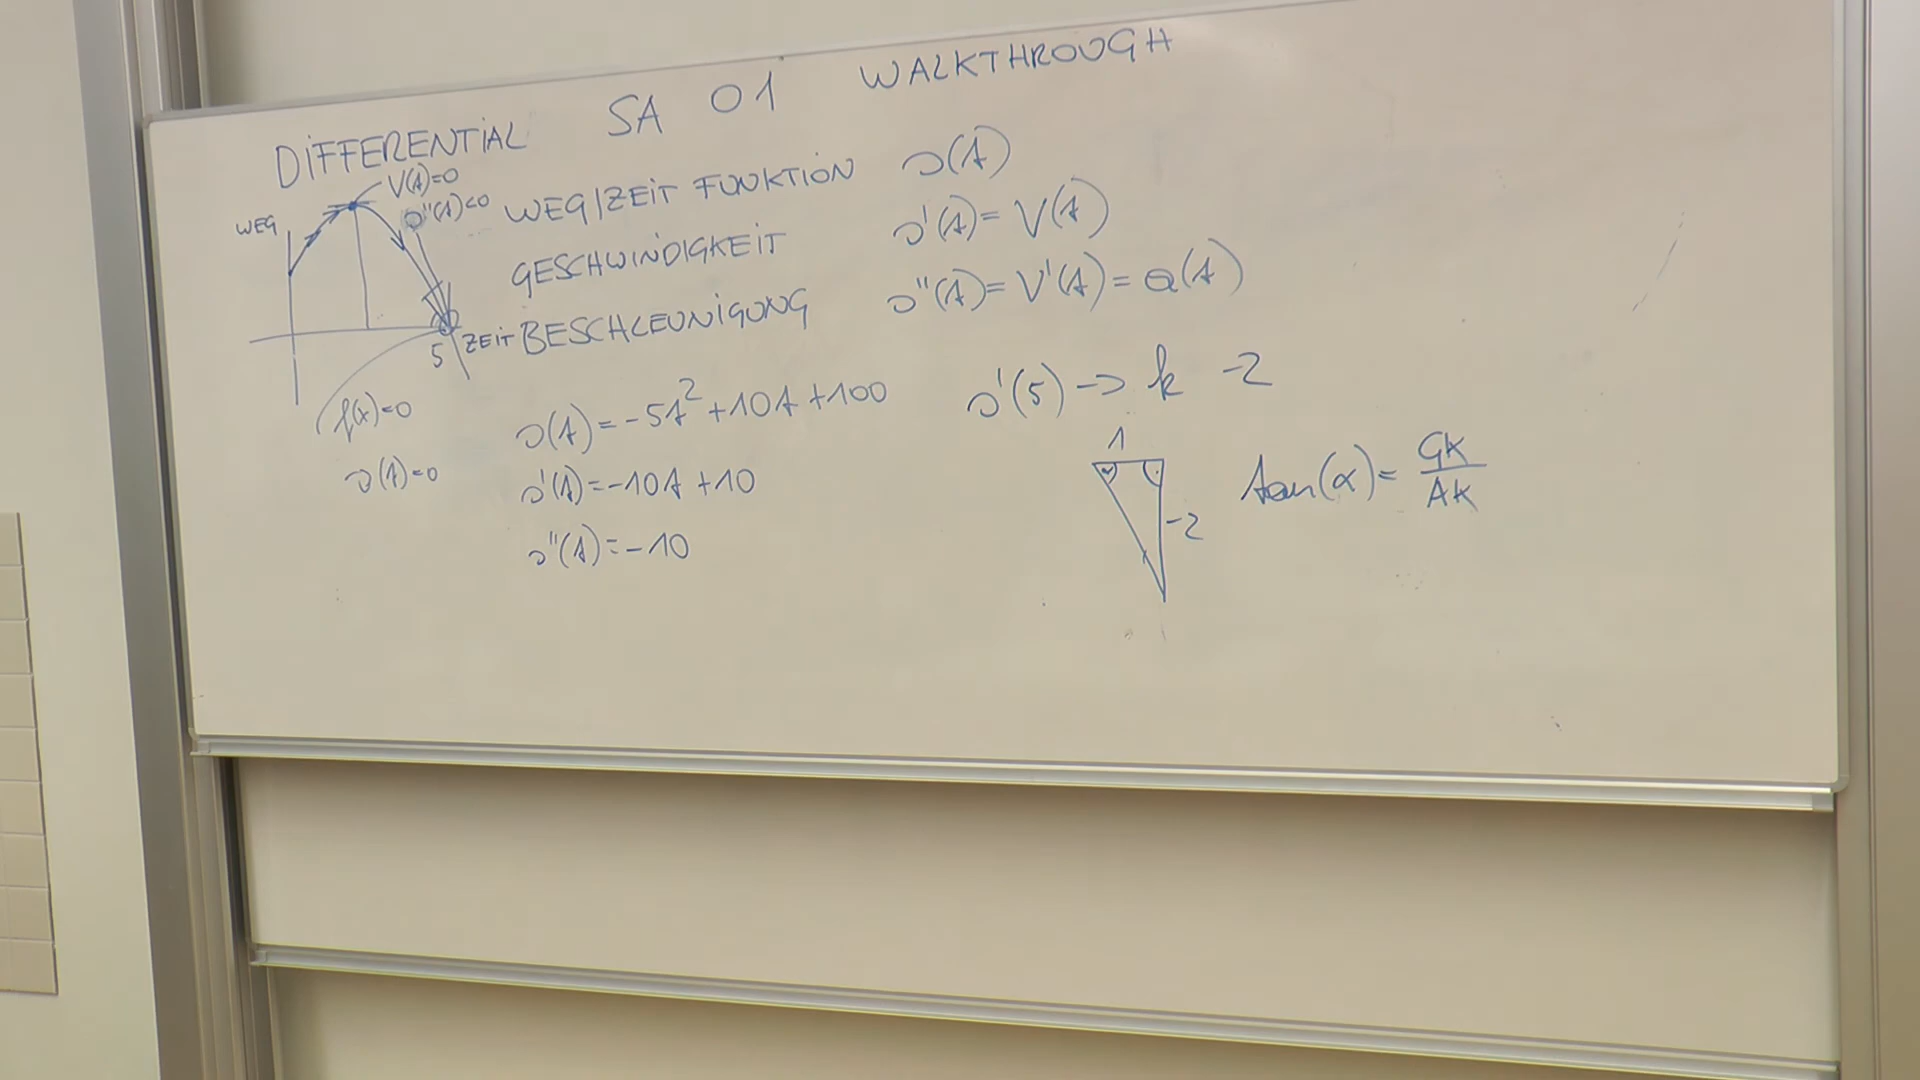 DIFFERENTIAL SA 01 WALKTHROUGH
V(t)=0
s''(t)<0
WEG
ZEIT
5
f(x)=0
s(t)=0
WEG/ZEIT FUNKTION s(t)
GESCHWINDIGKEIT s'(t)=V(t)
BESCHLEUNIGUNG s''(t)=V'(t)=a(t)
s(t)=-5t²+10t+100
s'(t)=-10t+10
s''(t)=-10
s'(5)->k -2
1
-2
tan(α)=GK/AK